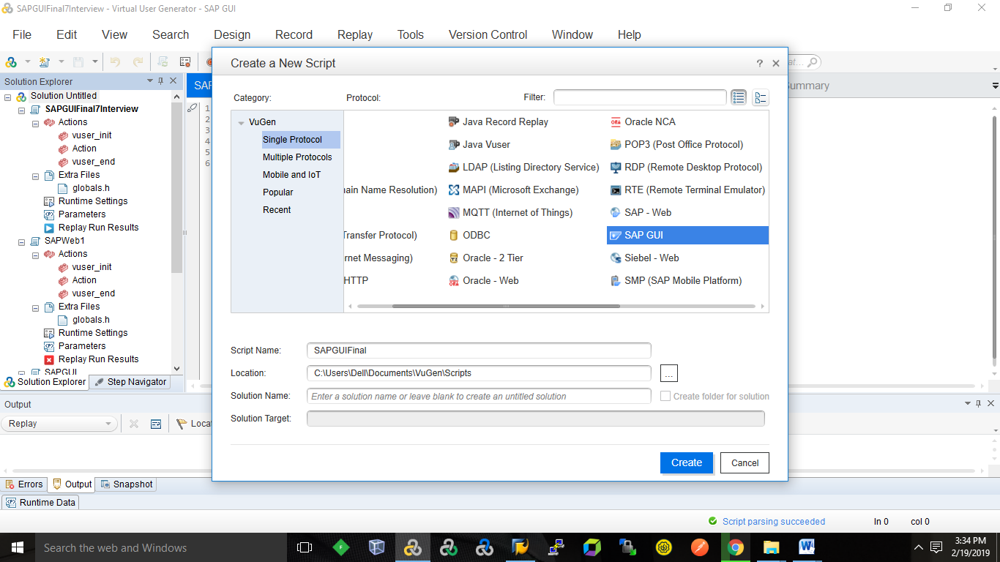 SAPGUIFinal7Interview - Virtual User Generator - SAP GUI
File Edit View Search Design Record Replay Tools Version Control Window Help
Create a New Script
Solution Explorer
Solution Untitled
SAPGUIFinal7Interview
Actions
vuser_init
Action
vuser_end
Extra Files
globals.h
Runtime Settings
Parameters
Replay Run Results
SAPWeb1
Actions
vuser_init
Action
vuser_end
Extra Files
globals.h
Runtime Settings
Parameters
Replay Run Results
SAPGUI
Solution Explorer Step Navigator
1
2
3
4
5
6
Category: Protocol: Filter:
VuGen
Single Protocol
Multiple Protocols
Mobile and IoT
Popular
Recent
Java Record Replay Oracle NCA
Java Vuser POP3 (Post Office Protocol)
LDAP (Listing Directory Service) RDP (Remote Desktop Protocol)
ain Name Resolution) MAPI (Microsoft Exchange) RTE (Remote Terminal Emulator)
MQTT (Internet of Things) SAP - Web
Transfer Protocol) ODBC SAP GUI
rnet Messaging) Oracle - 2 Tier Siebel - Web
HTTP Oracle - Web SMP (SAP Mobile Platform)
Script Name: SAPGUIFinal
Location: C:\Users\Dell\Documents\VuGen\Scripts ...
Solution Name: Enter a solution name or leave blank to create an untitled solution Create folder for solution
Solution Target:
Create Cancel
Output
Replay
Errors Output Snapshot
Runtime Data
Script parsing succeeded ln 0 col 0
Search the web and Windows
3:34 PM
2/19/2019